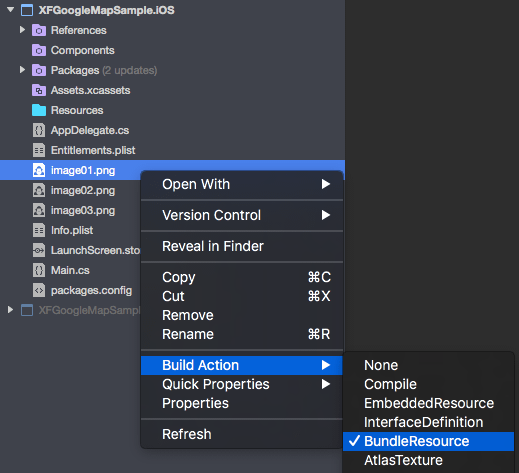 XFGoogleMapSample.iOS
References
Components
Packages (2 updates)
Assets.xcassets
Resources
AppDelegate.cs
Entitlements.plist
image01.png
image02.png
image03.png
Info.plist
LaunchScreen.sto
Main.cs
packages.config
XFGoogleMapSampl
Open With
Version Control
Reveal in Finder
Copy ⌘C
Cut ⌘X
Remove
Rename ⌘R
Build Action
Quick Properties
Properties
Refresh
None
Compile
EmbeddedResource
InterfaceDefinition
✓ BundleResource
AtlasTexture